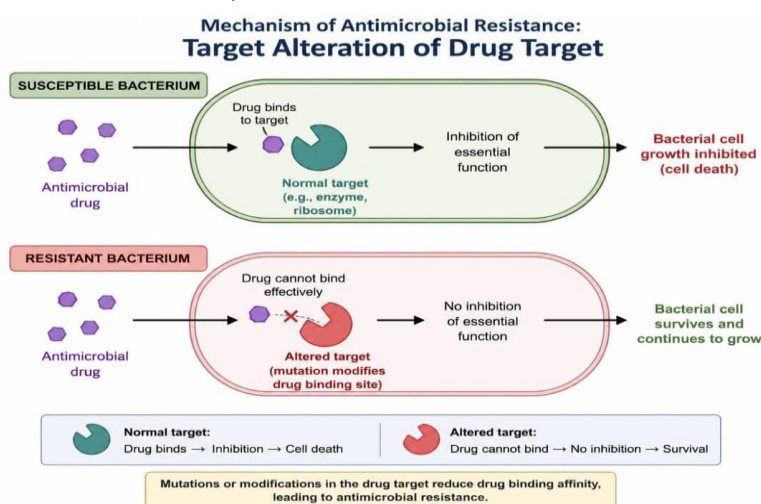 Mechanism of Antimicrobial Resistance:
Target Alteration of Drug Target
SUSCEPTIBLE BACTERIUM
Antimicrobial
drug
Drug binds
to target
Normal target
(e.g., enzyme,
ribosome)
Inhibition of
essential
function
Bacterial cell
growth inhibited
(cell death)
RESISTANT BACTERIUM
Antimicrobial
drug
Drug cannot bind
effectively
Altered target
(mutation modifies
drug binding site)
No inhibition
of essential
function
Bacterial cell
survives and
continues to grow
Normal target:
Drug binds → Inhibition → Cell death
Altered target:
Drug cannot bind → No inhibition → Survival
Mutations or modifications in the drug target reduce drug binding affinity,
leading to antimicrobial resistance.